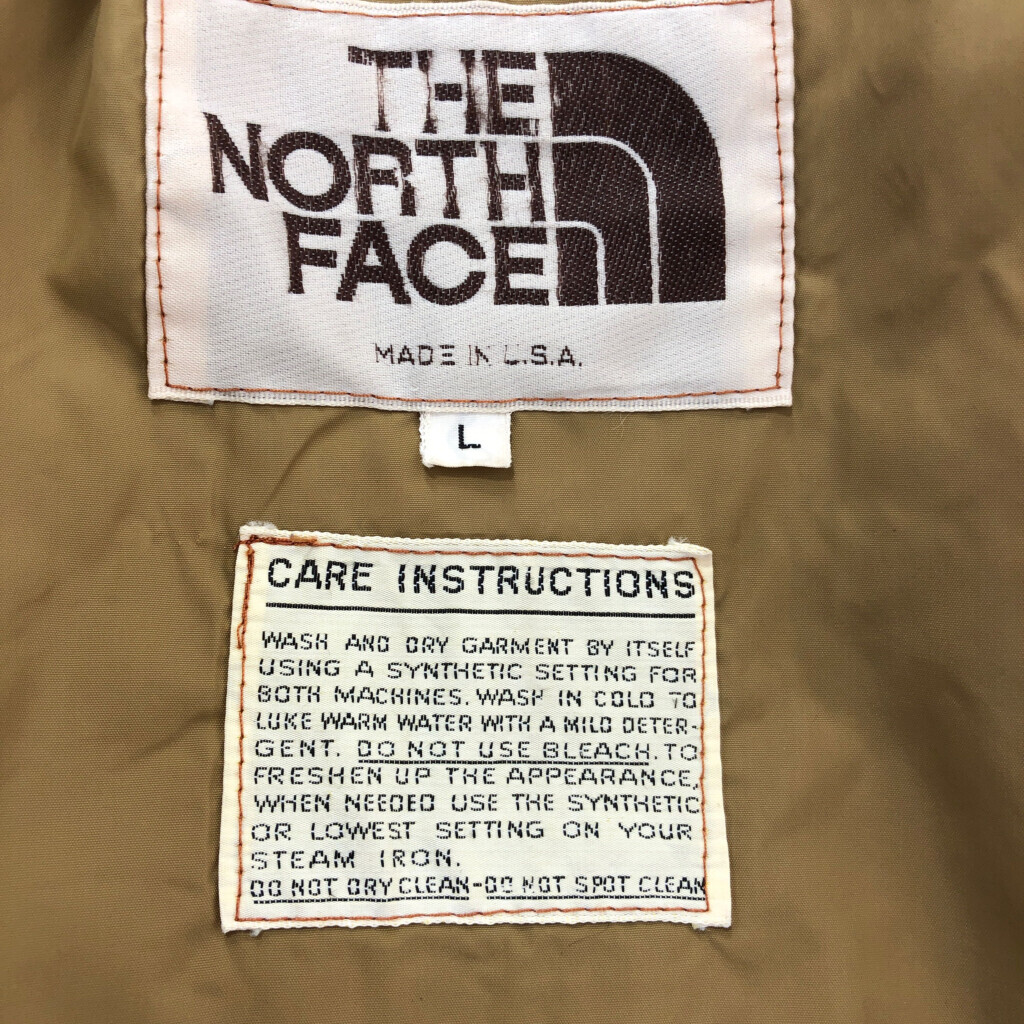 THE
NORTH
FACE
MADE IN U.S.A.
L
CARE INSTRUCTIONS
WASH AND DRY GARMENT BY ITSELF
USING A SYNTHETIC SETTING FOR
BOTH MACHINES. WASH IN COLD TO
LUKE WARM WATER WITH A MILD DETER-
GENT. DO NOT USE BLEACH. TO
FRESHEN UP THE APPEARANCE,
WHEN NEEDED USE THE SYNTHETIC
OR LOWEST SETTING ON YOUR
STEAM IRON.
DO NOT DRY CLEAN-DO NOT SPOT CLEAN